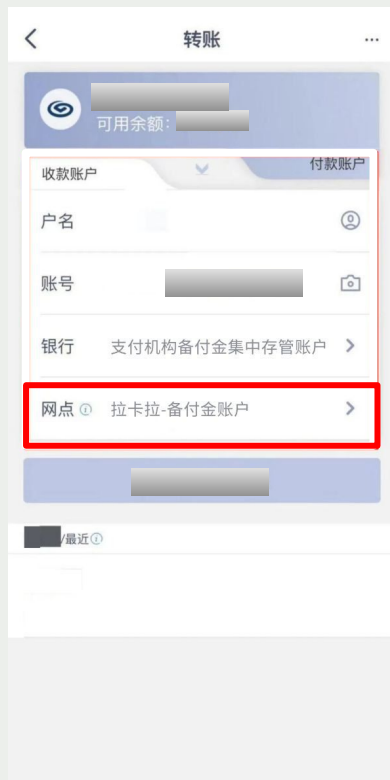 转账
可用余额：
收款账户
付款账户
户名
账号
银行 支付机构备付金集中存管账户
网点 拉卡拉-备付金账户
/最近